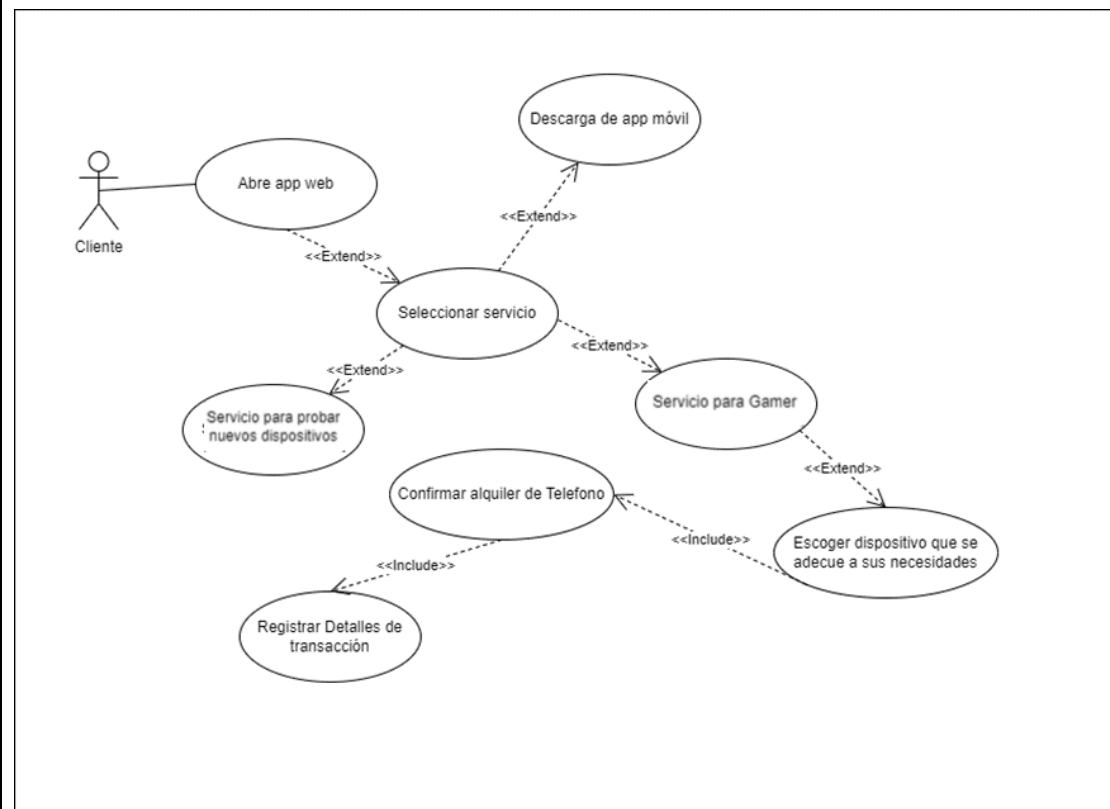 Descarga de app móvil
Abre app web
Cliente
<<Extend>>
<<Extend>>
Seleccionar servicio
<<Extend>>
<<Extend>>
Servicio para probar
nuevos dispositivos
Servicio para Gamer
<<Extend>>
Confirmar alquiler de Telefono
<<Include>>
Escoger dispositivo que se
adecue a sus necesidades
<<Include>>
Registrar Detalles de
transacción